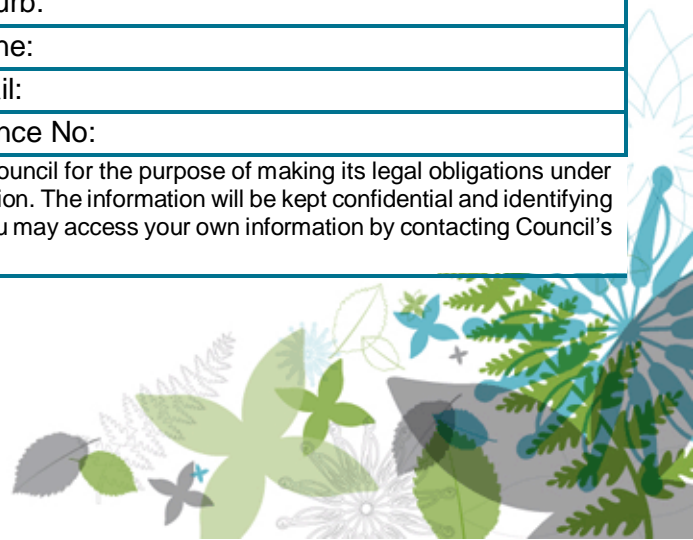 urb:
ne:
il:
nce No:
ouncil for the purpose of making its legal obligations under
ion. The information will be kept confidential and identifying
u may access your own information by contacting Council's